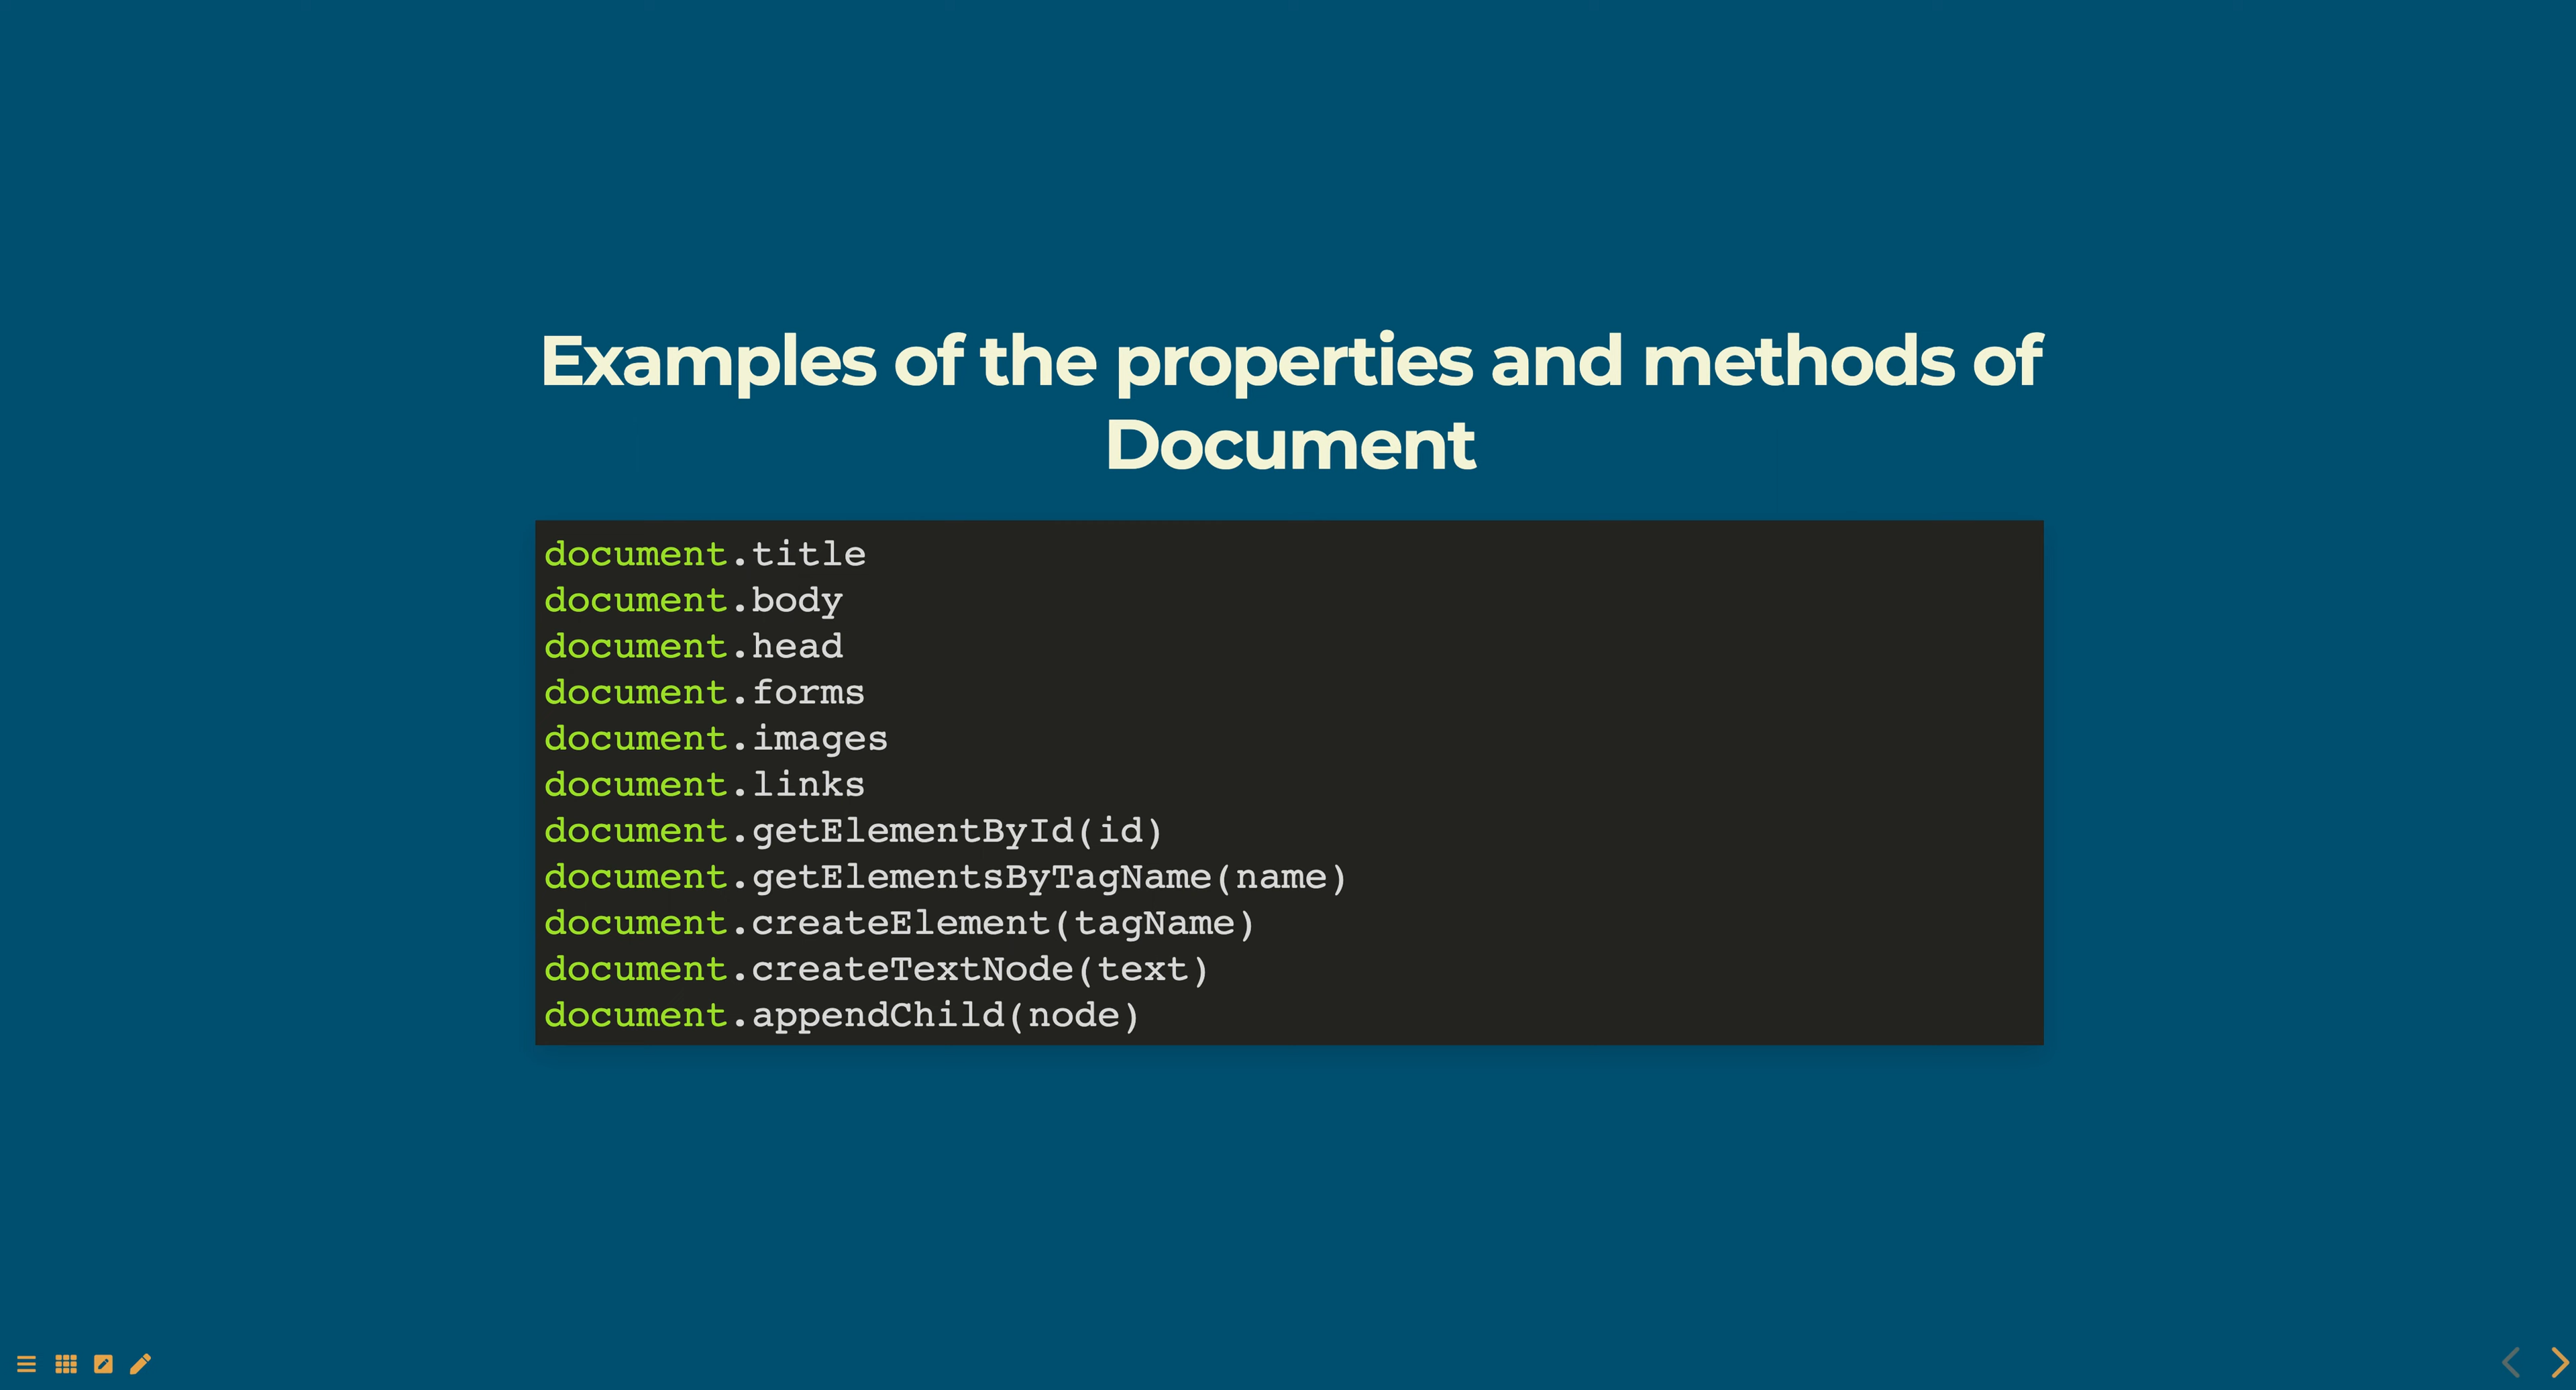 Examples of the properties and methods of
Document
document.title
document.body
document.head
document.forms
document.images
document.links
document.getElementById(id)
document.getElementsByTagName(name)
document.createElement(tagName)
document.createTextNode(text)
document.appendChild(node)